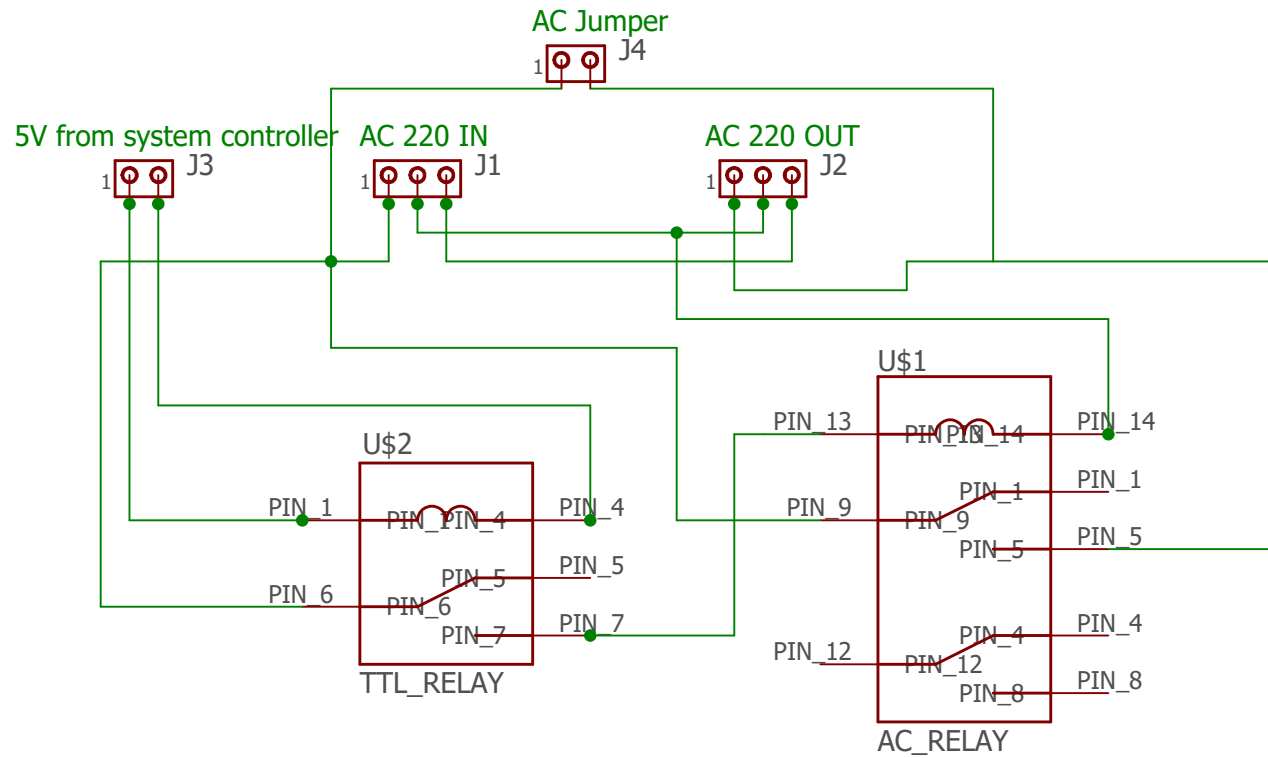 AC Jumper
J4
1
5V from system controller
J3
1
AC 220 IN
J1
1
AC 220 OUT
J2
1
U$1
PIN_13
PIN_13
PIN_14
PIN_14
PIN_1
PIN_1
PIN_9
PIN_9
PIN_5
PIN_5
PIN_4
PIN_4
PIN_12
PIN_12
PIN_8
PIN_8
AC_RELAY
U$2
PIN_1
PIN_1
PIN_4
PIN_4
PIN_5
PIN_5
PIN_6
PIN_6
PIN_7
PIN_7
TTL_RELAY